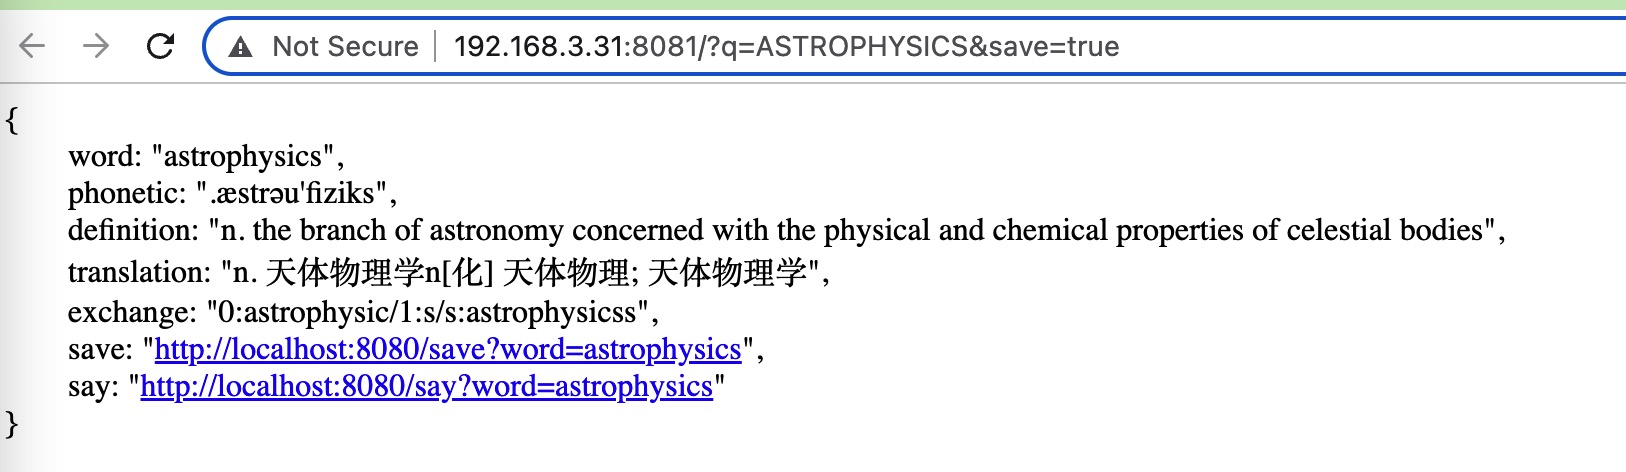 Not Secure 192.168.3.31:8081/?q=ASTROPHYSICS&save=true
{
word: "astrophysics",
phonetic: ".æstrəu'fiziks",
definition: "n. the branch of astronomy concerned with the physical and chemical properties of celestial bodies",
translation: "n. 天体物理学n[化] 天体物理; 天体物理学",
exchange: "0:astrophysic/1:s/s:astrophysicss",
save: "http://localhost:8080/save?word=astrophysics",
say: "http://localhost:8080/say?word=astrophysics"
}